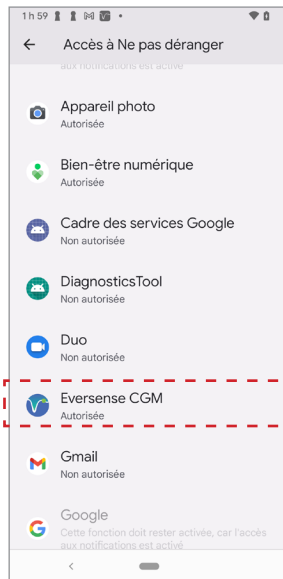 1 h 59
Accès à Ne pas déranger
aux notifications est activé
Appareil photo
Autorisée
Bien-être numérique
Autorisée
Cadre des services Google
Non autorisée
DiagnosticsTool
Non autorisée
Duo
Non autorisée
Eversense CGM
Autorisée
Gmail
Non autorisée
Google
Cette fonction doit rester activée, car l'accès
aux notifications est activé